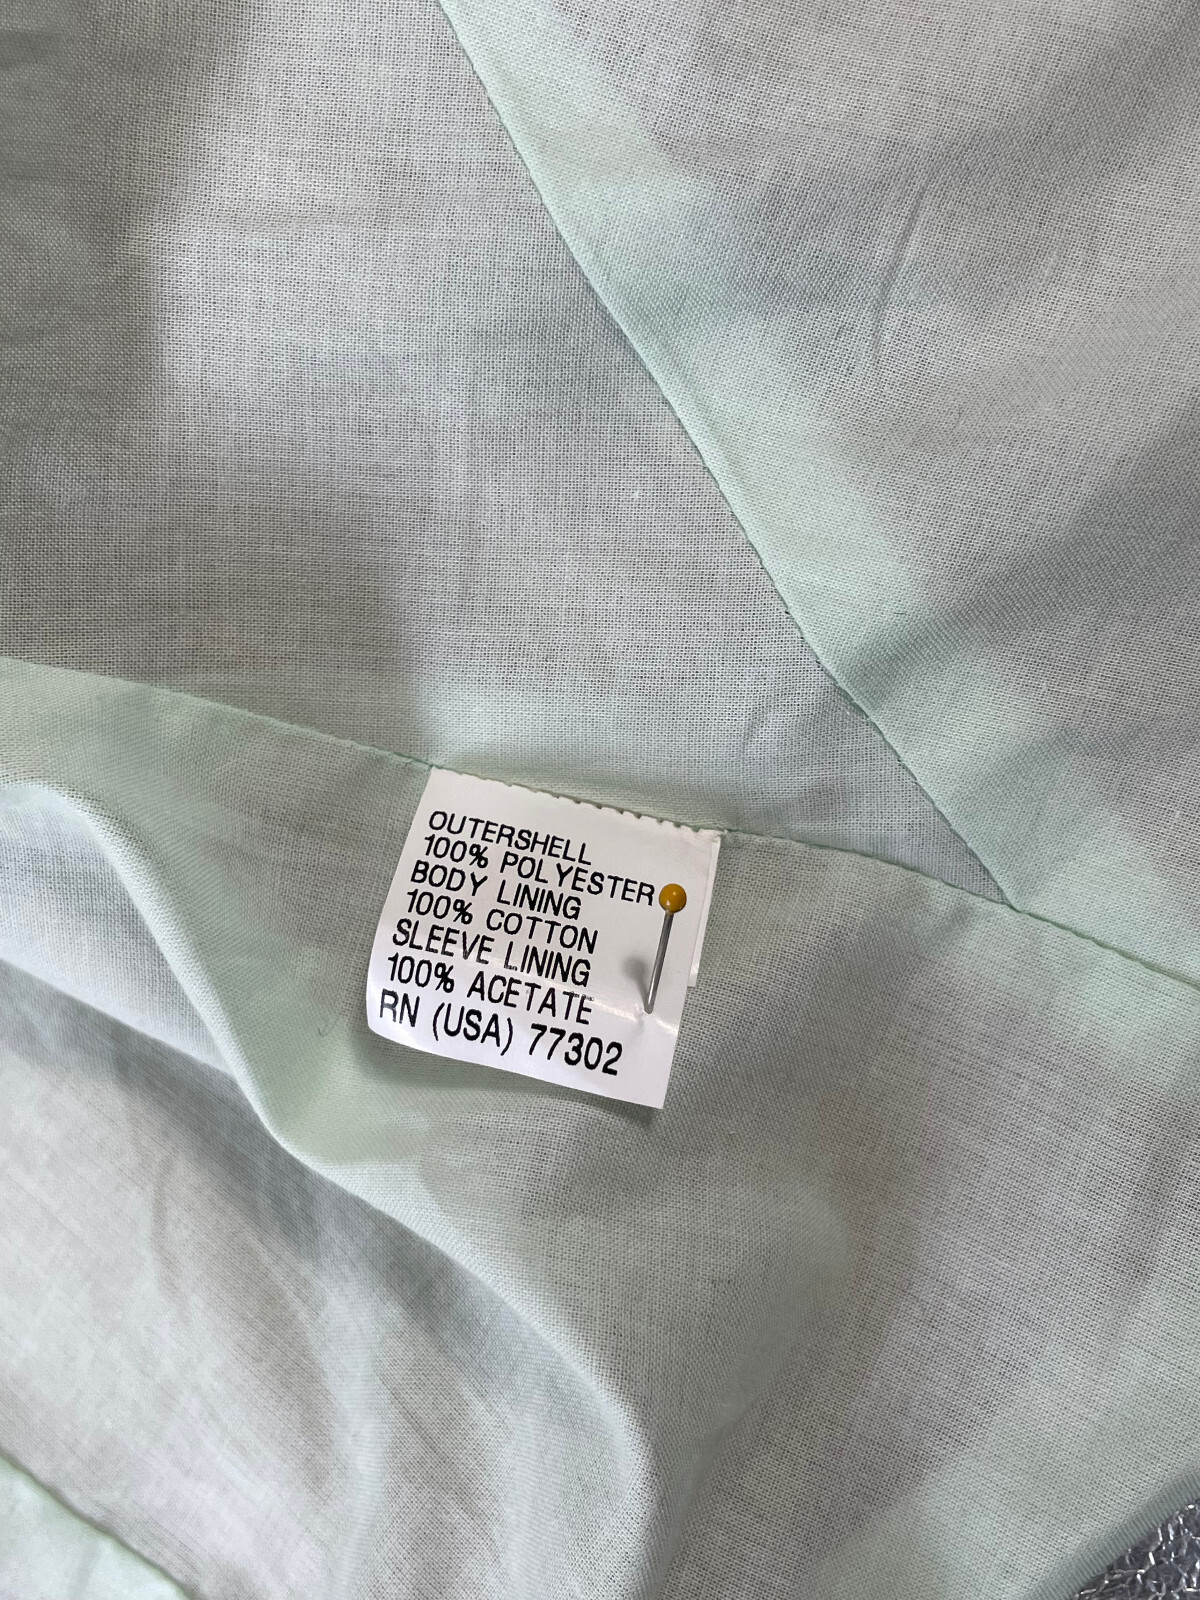 OUTERSHELL
100% POLYESTER
BODY LINING
100% COTTON
SLEEVE LINING
100% ACETATE
RN (USA) 77302